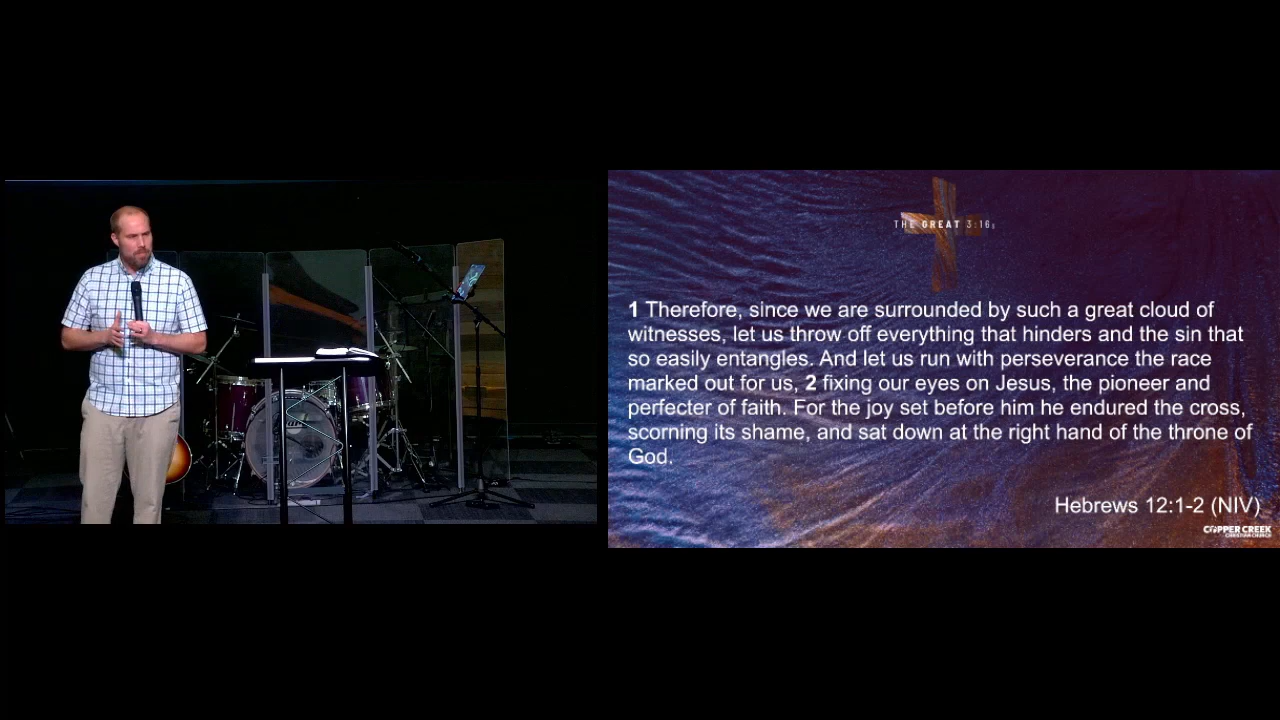 THE GREAT 3:16s
1 Therefore, since we are surrounded by such a great cloud of
witnesses, let us throw off everything that hinders and the sin that
so easily entangles. And let us run with perseverance the race
marked out for us, 2 fixing our eyes on Jesus, the pioneer and
perfecter of faith. For the joy set before him he endured the cross,
scorning its shame, and sat down at the right hand of the throne of
God.
Hebrews 12:1-2 (NIV)
COPPER CREEK
CHRISTIAN CHURCH